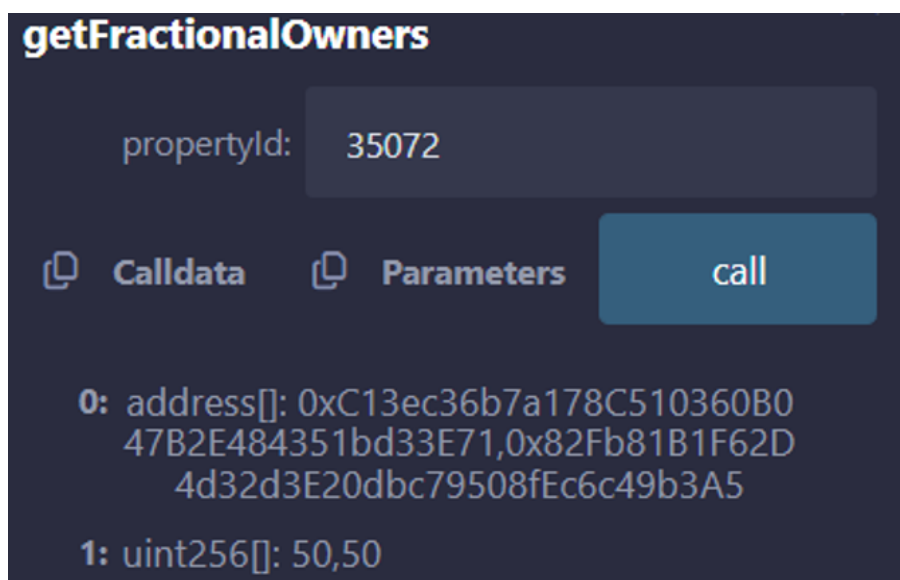 getFractionalOwners
propertyId: 35072
Calldata Parameters call
0: address[]: 0xC13ec36b7a178C510360B0
47B2E484351bd33E71,0x82Fb81B1F62D
4d32d3E20dbc79508fEc6c49b3A5
1: uint256[]: 50,50